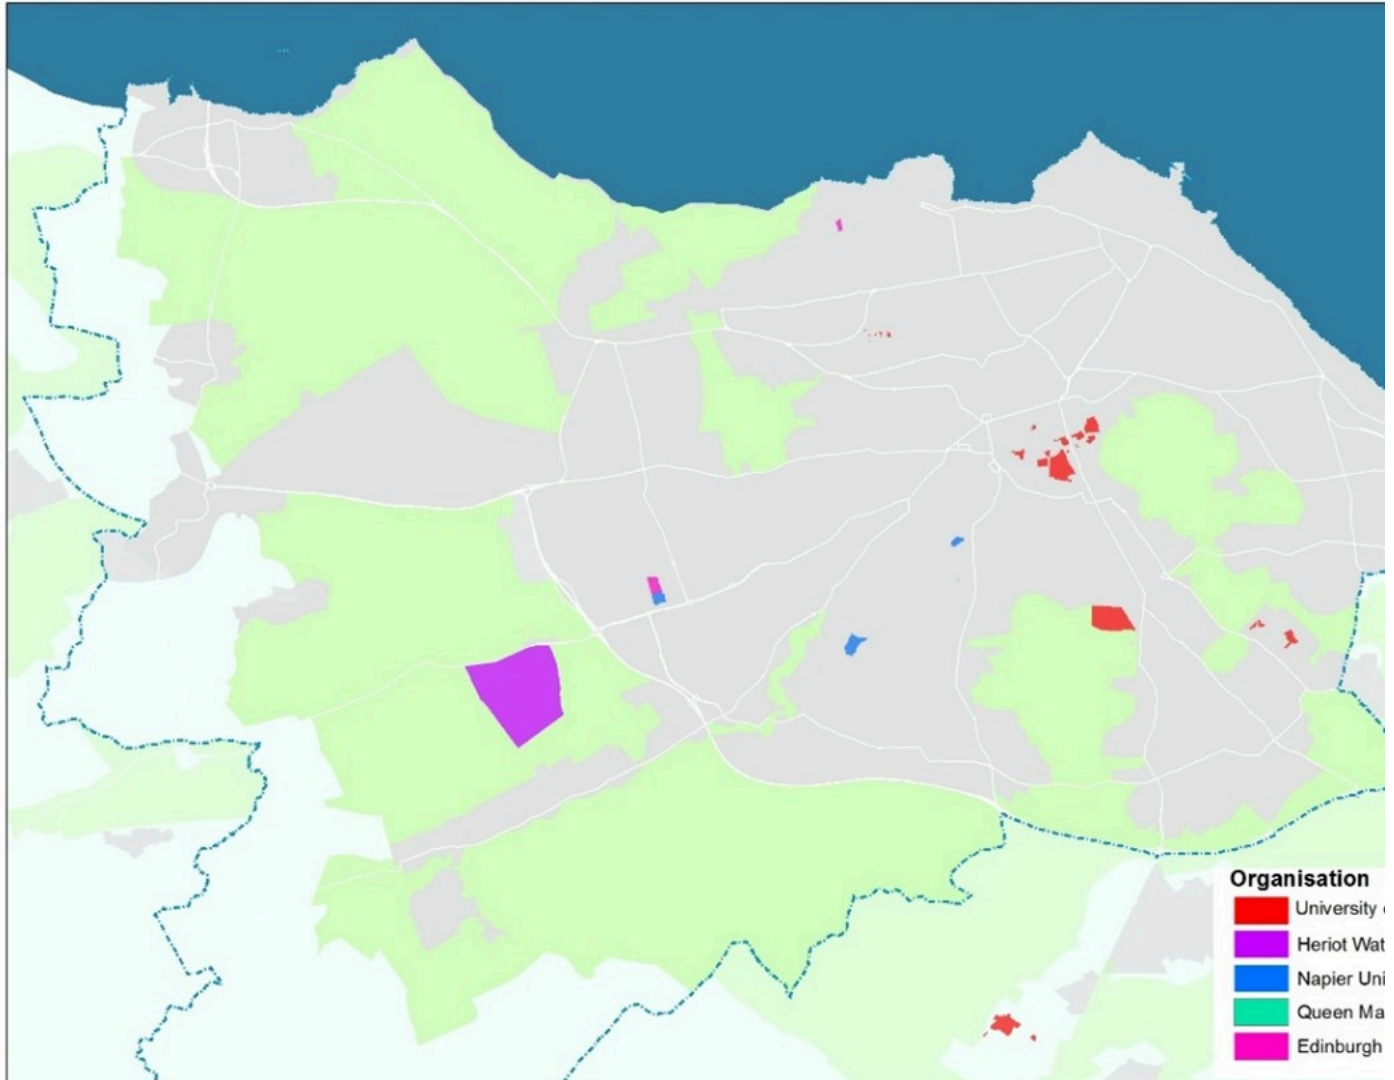 Organisation
University
Heriot Wat
Napier Uni
Queen Ma
Edinburgh